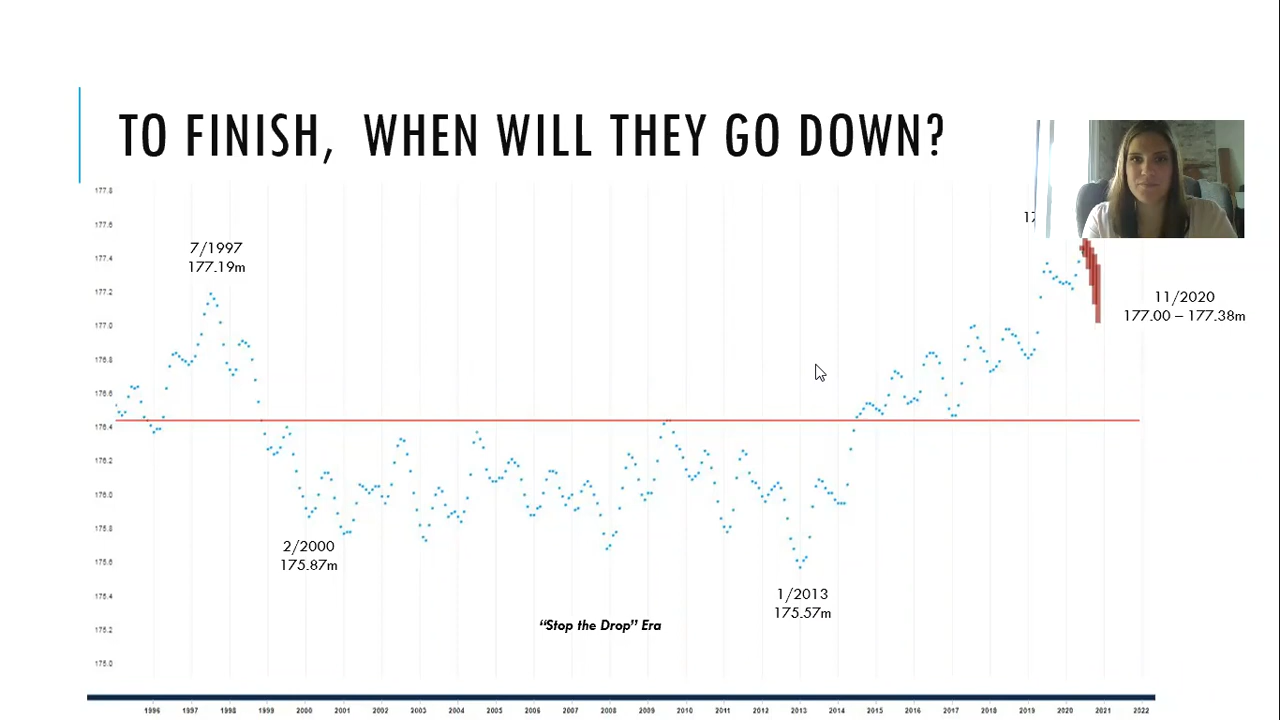 TO FINISH, WHEN WILL THEY GO DOWN?
177.8
177.6
177.4
177.2
177.0
176.8
176.6
176.4
176.2
176.0
175.8
175.6
175.4
175.2
175.0
7/1997
177.19m
2/2000
175.87m
"Stop the Drop" Era
1/2013
175.57m
11/2020
177.00 – 177.38m
1996 1997 1998 1999 2000 2001 2002 2003 2004 2005 2006 2007 2008 2009 2010 2011 2012 2013 2014 2015 2016 2017 2018 2019 2020 2021 2022